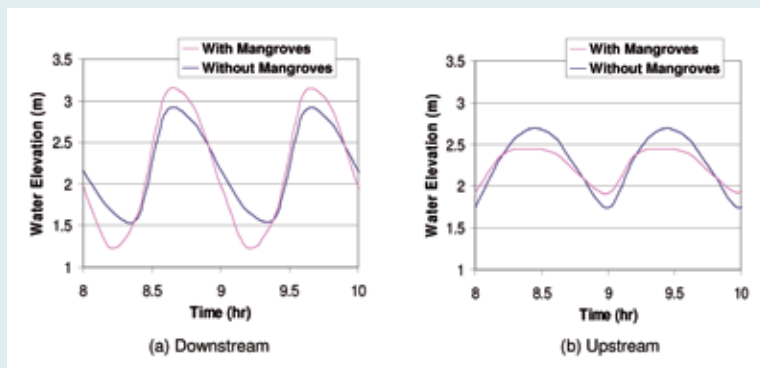 With Mangroves
Without Mangroves
Water Elevation (m)
3.5
3
2.5
2
1.5
1
8
8.5
9
9.5
10
Time (hr)
(a) Downstream
With Mangroves
Without Mangroves
Water Elevation (m)
3.5
3
2.5
2
1.5
1
8
8.5
9
9.5
10
Time (hr)
(b) Upstream